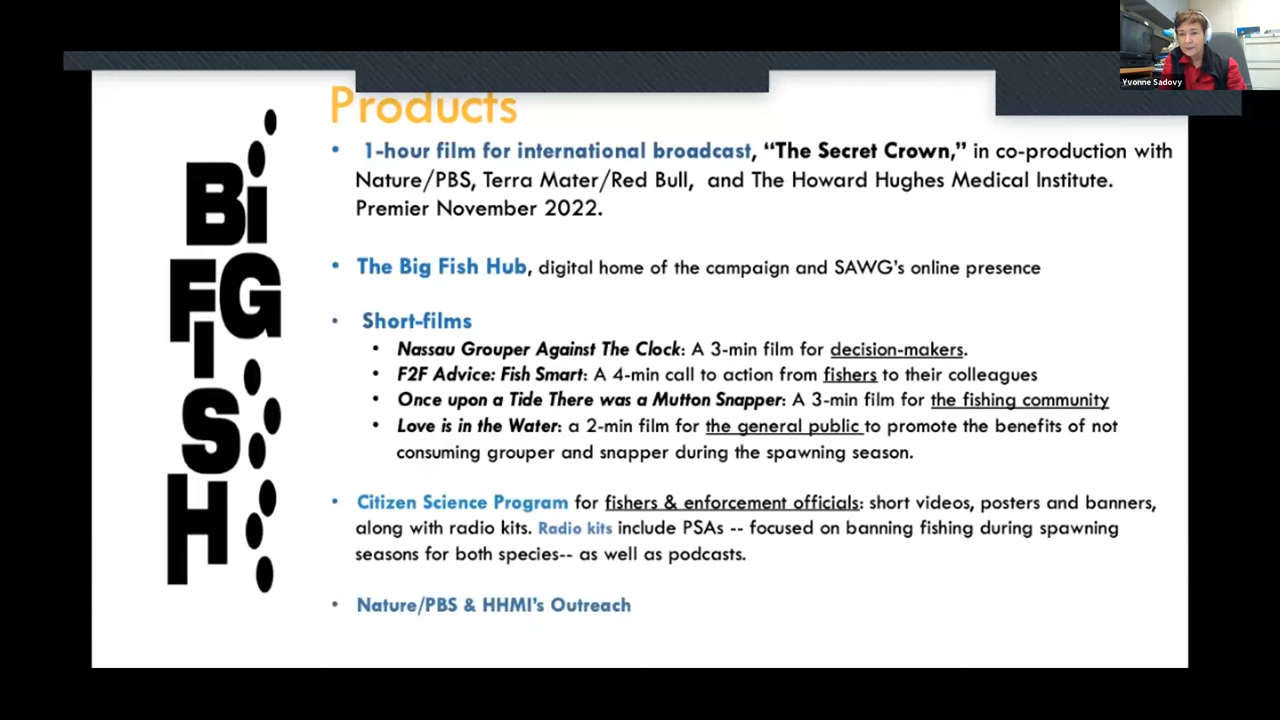 Yvonne Sadovy
Products
BiG
FISH
• 1-hour film for international broadcast, “The Secret Crown,” in co-production with
Nature/PBS, Terra Mater/Red Bull, and The Howard Hughes Medical Institute.
Premier November 2022.
• The Big Fish Hub, digital home of the campaign and SAWG’s online presence
• Short-films
• Nassau Grouper Against The Clock: A 3-min film for decision-makers.
• F2F Advice: Fish Smart: A 4-min call to action from fishers to their colleagues
• Once upon a Tide There was a Mutton Snapper: A 3-min film for the fishing community
• Love is in the Water: a 2-min film for the general public to promote the benefits of not
consuming grouper and snapper during the spawning season.
• Citizen Science Program for fishers & enforcement officials: short videos, posters and banners,
along with radio kits. Radio kits include PSAs -- focused on banning fishing during spawning
seasons for both species-- as well as podcasts.
• Nature/PBS & HHMI’s Outreach